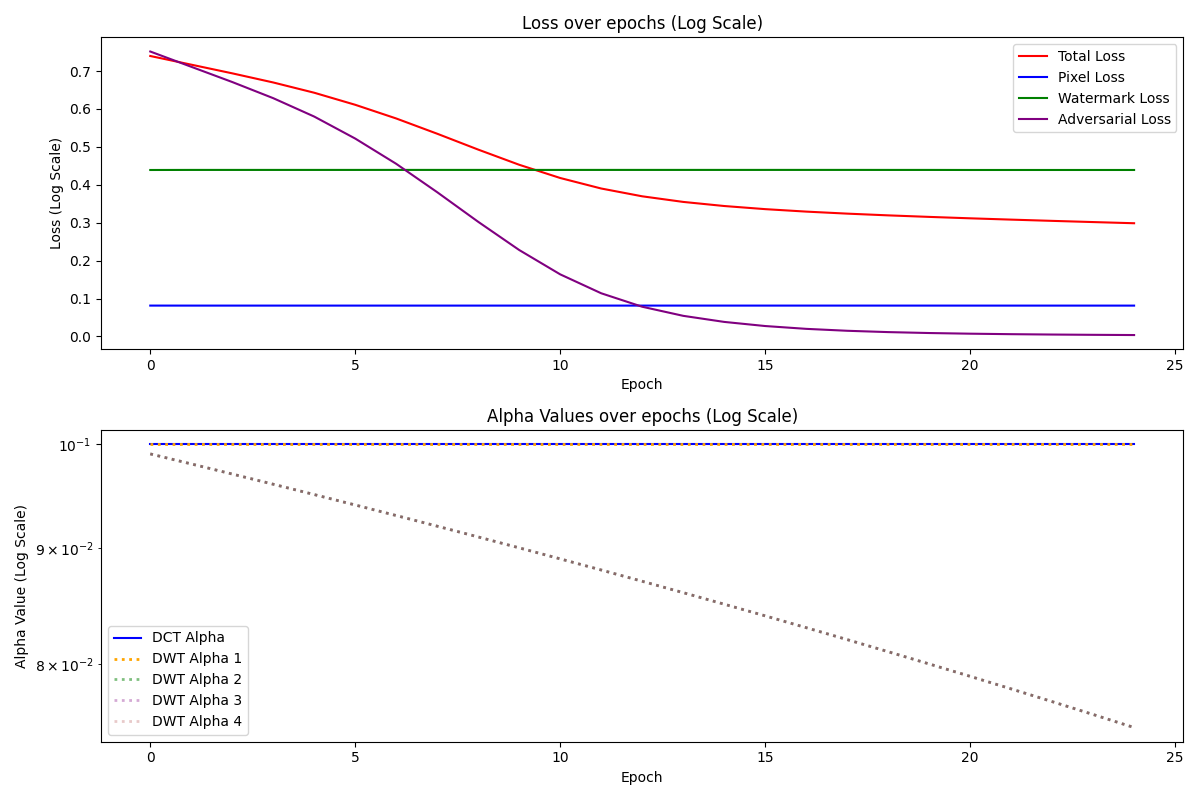 Loss over epochs (Log Scale)
Loss (Log Scale)
0.7
0.6
0.5
0.4
0.3
0.2
0.1
0.0
Total Loss
Pixel Loss
Watermark Loss
Adversarial Loss
0 5 10 15 20 25
Epoch
Alpha Values over epochs (Log Scale)
Alpha Value (Log Scale)
10⁻¹
9 × 10⁻²
8 × 10⁻²
DCT Alpha
DWT Alpha 1
DWT Alpha 2
DWT Alpha 3
DWT Alpha 4
0 5 10 15 20 25
Epoch